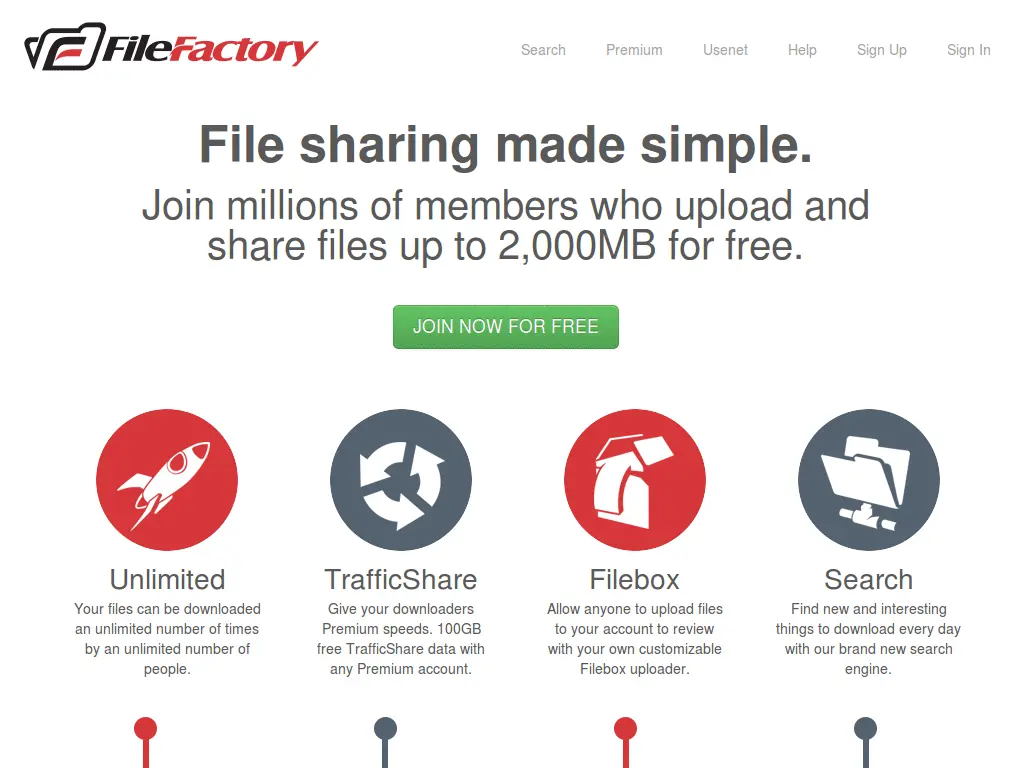 FileFactory
Search Premium Usenet Help Sign Up Sign In
File sharing made simple.
Join millions of members who upload and
share files up to 2,000MB for free.
JOIN NOW FOR FREE
Unlimited
Your files can be downloaded
an unlimited number of times
by an unlimited number of
people.
TrafficShare
Give your downloaders
Premium speeds. 100GB
free TrafficShare data with
any Premium account.
Filebox
Allow anyone to upload files
to your account to review
with your own customizable
Filebox uploader.
Search
Find new and interesting
things to download every day
with our brand new search
engine.